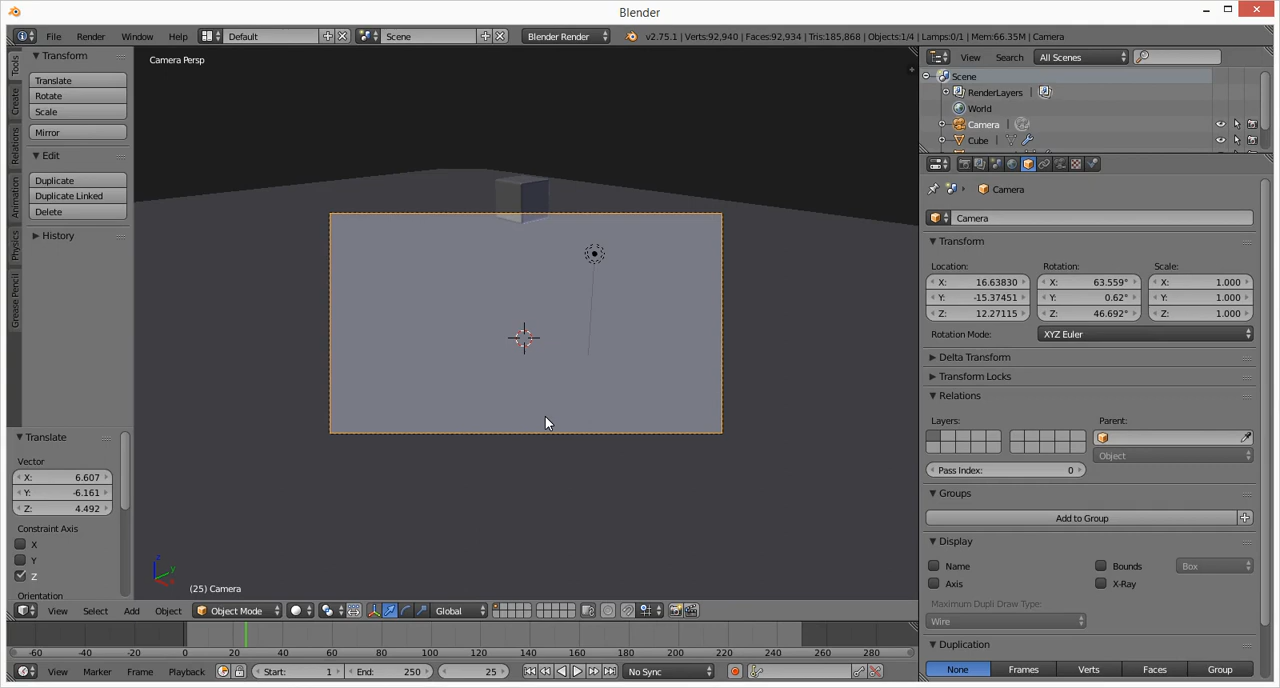 Blender
File Render Window Help Default Scene Blender Render v2.75.1 | Verts:92,940 | Faces:92,934 | Tris:185,868 | Objects:1/4 | Lamps:0/1 | Mem:66.35M | Camera
Tools
Create
Relations
Animation
Physics
Grease Pencil
Transform
Translate
Rotate
Scale
Mirror
Edit
Duplicate
Duplicate Linked
Delete
History
Translate
Vector
X: 6.607
Y: -6.161
Z: 4.492
Constraint Axis
X
Y
Z
Orientation
Camera Persp
z
y
x
(25) Camera
View Select Add Object Object Mode Global
-60 -40 -20 0 20 40 60 80 100 120 140 160 180 200 220 240 260 280
View Marker Frame Playback Start: 1 End: 250 25 No Sync
View Search All Scenes
Scene
RenderLayers |
World
Camera |
Cube |
Camera
Camera
Transform
Location: Rotation: Scale:
X: 16.63830 X: 63.559° X: 1.000
Y: -15.37451 Y: 0.62° Y: 1.000
Z: 12.27115 Z: 46.692° Z: 1.000
Rotation Mode: XYZ Euler
Delta Transform
Transform Locks
Relations
Layers: Parent:
Object
Pass Index: 0
Groups
Add to Group
Display
Name Bounds Box
Axis X-Ray
Maximum Dupli Draw Type:
Wire
Duplication
None Frames Verts Faces Group